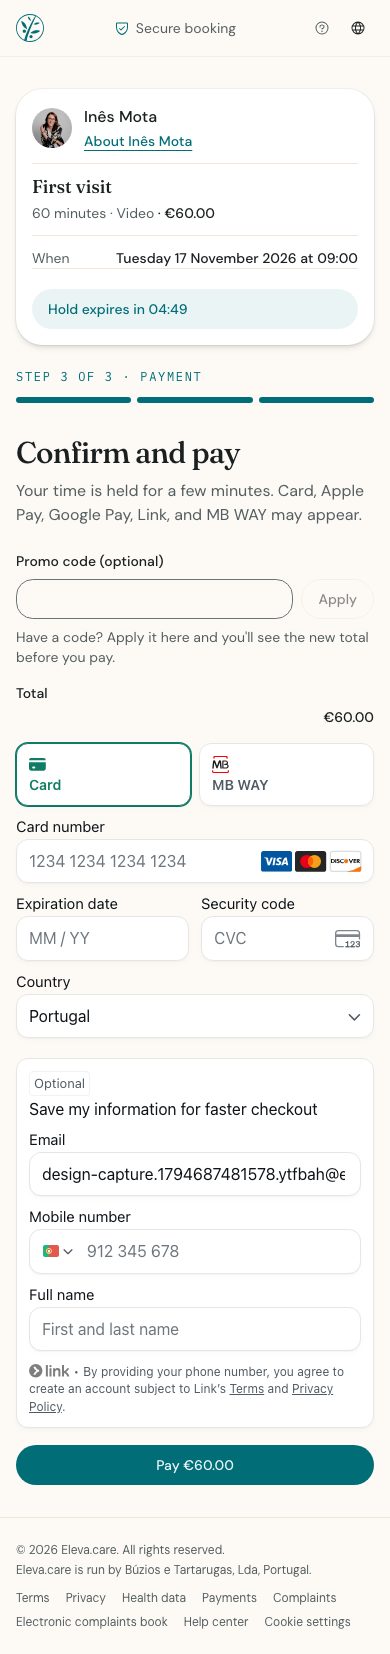 Secure booking
Inês Mota
About Inês Mota
First visit
60 minutes · Video · €60.00
When Tuesday 17 November 2026 at 09:00
Hold expires in 04:49
STEP 3 OF 3 · PAYMENT
Confirm and pay
Your time is held for a few minutes. Card, Apple
Pay, Google Pay, Link, and MB WAY may appear.
Promo code (optional)
Apply
Have a code? Apply it here and you'll see the new total
before you pay.
Total
€60.00
MB
Card MB WAY
Card number
1234 1234 1234 1234 VISA DISCOVER
Expiration date Security code
MM / YY CVC 123
Country
Portugal
Optional
Save my information for faster checkout
Email
design-capture.1794687481578.ytfbah@e
Mobile number
912 345 678
Full name
First and last name
link • By providing your phone number, you agree to
create an account subject to Link's Terms and Privacy
Policy.
Pay €60.00
© 2026 Eleva.care. All rights reserved.
Eleva.care is run by Búzios e Tartarugas, Lda, Portugal.
Terms Privacy Health data Payments Complaints
Electronic complaints book Help center Cookie settings